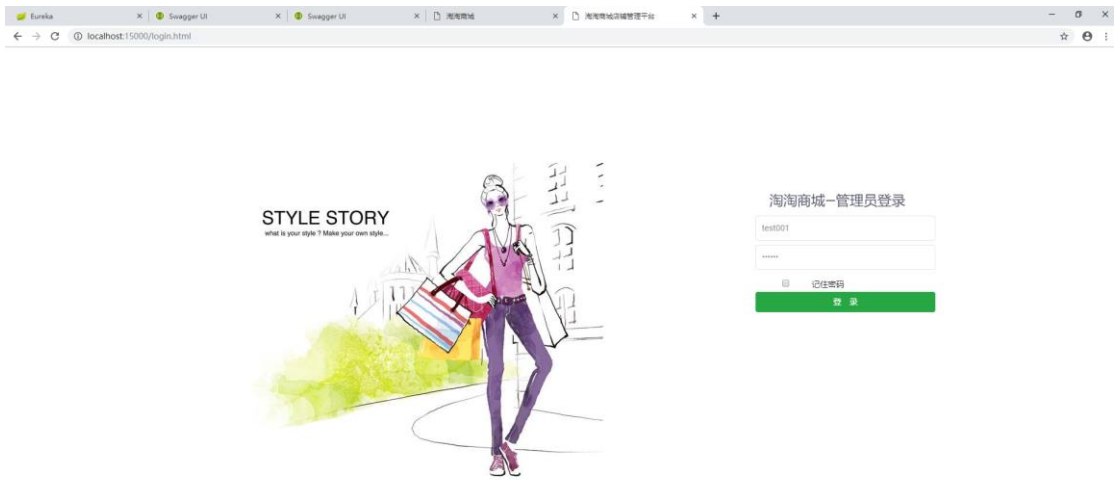 Eureka
Swagger UI
Swagger UI
淘淘商城
淘淘商城店铺管理平台
localhost:15000/login.html
STYLE STORY
what is your style ? Make your own style...
淘淘商城-管理员登录
test001
······
记住密码
登 录